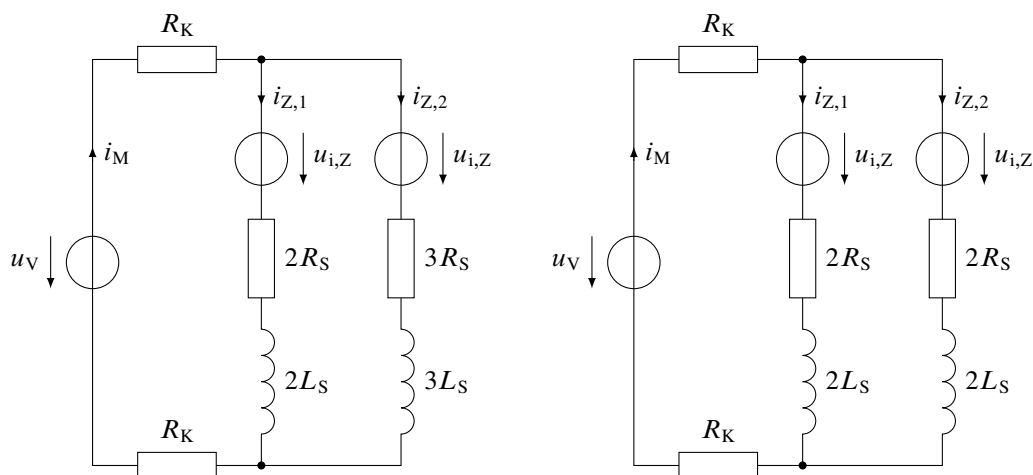 R_K
i_Z,1
i_Z,2
i_M
u_i,Z
u_i,Z
u_V
2R_S
3R_S
2L_S
3L_S
R_K
R_K
i_Z,1
i_Z,2
i_M
u_i,Z
u_i,Z
u_V
2R_S
2R_S
2L_S
2L_S
R_K